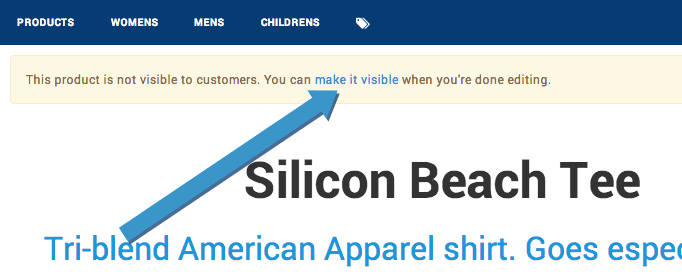 PRODUCTS WOMENS MENS CHILDRENS
This product is not visible to customers. You can make it visible when you're done editing.
Silicon Beach Tee
Tri-blend American Apparel shirt. Goes espec